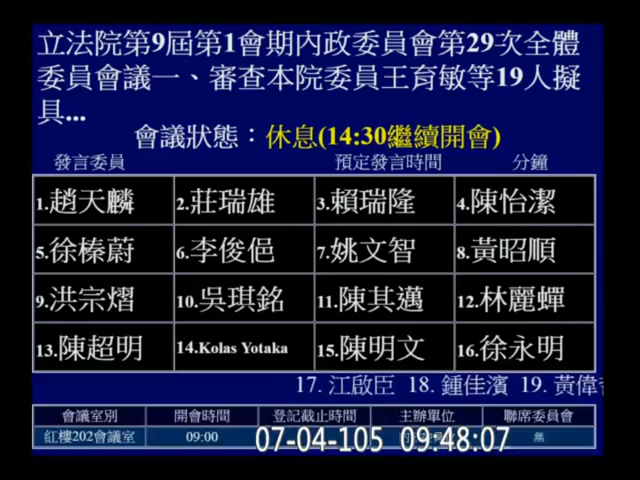 立法院第9屆第1會期內政委員會第29次全體
委員會議一、審查本院委員王育敏等19人擬
具...
會議狀態：休息(14:30繼續開會)
發言委員 預定發言時間 分鐘
1.趙天麟 2.莊瑞雄 3.賴瑞隆 4.陳怡潔
5.徐榛蔚 6.李俊俋 7.姚文智 8.黃昭順
9.洪宗熠 10.吳琪銘 11.陳其邁 12.林麗蟬
13.陳超明 14.Kolas Yotaka 15.陳明文 16.徐永明
17. 江啟臣 18. 鍾佳濱 19. 黃偉
會議室別 開會時間 登記截止時間 主辦單位 聯席委員會
紅樓202會議室 09:00 無
07-04-105 09:48:07